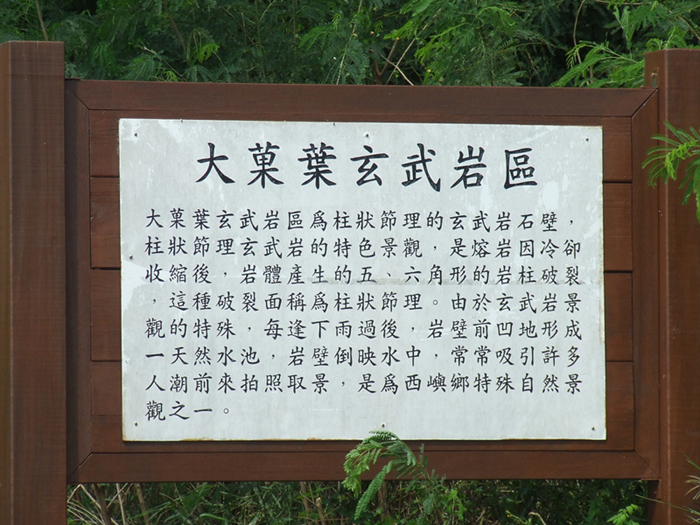 大菓葉玄武岩區
大菓葉玄武岩區爲柱狀節理的玄武岩石壁，
柱狀節理玄武岩的特色景觀，是熔岩因冷卻
收縮後，岩體產生的五、六角形的岩柱破裂
，這種破裂面稱爲柱狀節理。由於玄武岩景
觀的特殊，每逢下雨過後，岩壁前凹地形成
一天然水池，岩壁倒映水中，常常吸引許多
人潮前來拍照取景，是爲西嶼鄉特殊自然景
觀之一。